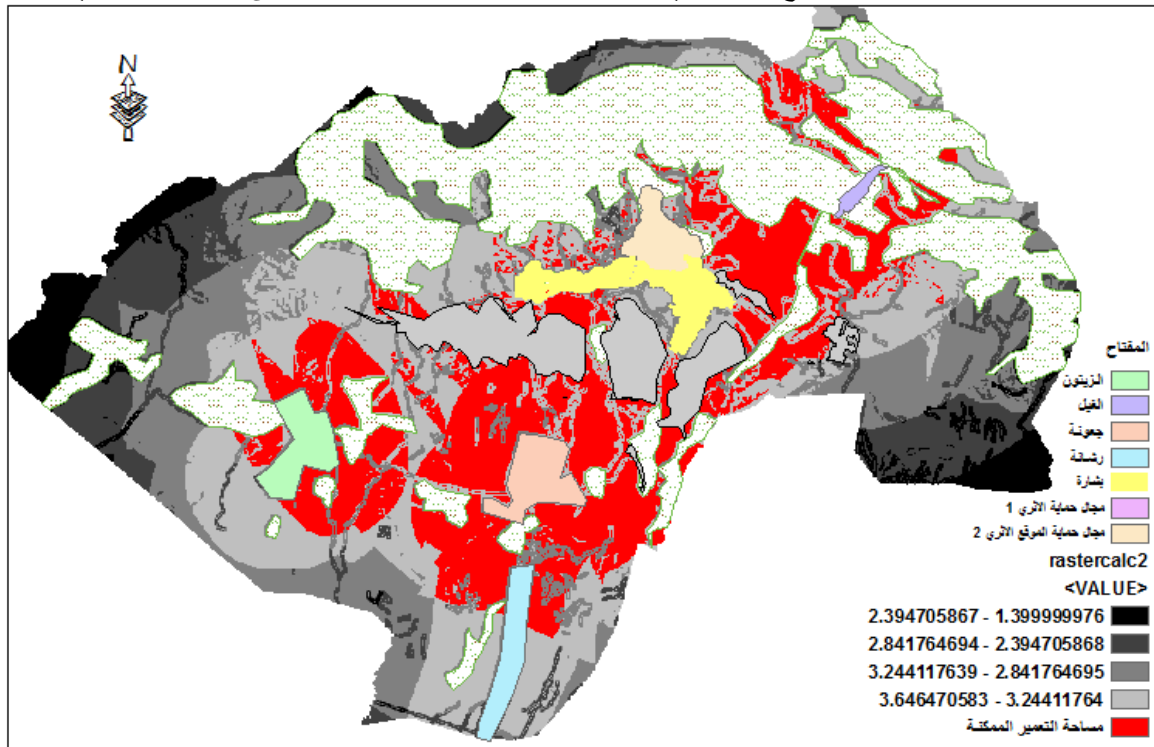 N
المفتاح
الزيتون
الغيل
جعونة
رشانة
بشارة
مجال حماية الاثري 1
مجال حماية الموقع الاثري 2
rastercalc2
<VALUE>
2.394705867 - 1.399999976
2.841764694 - 2.394705868
3.244117639 - 2.841764695
3.646470583 - 3.24411764
مساحة التعمير الممكنة